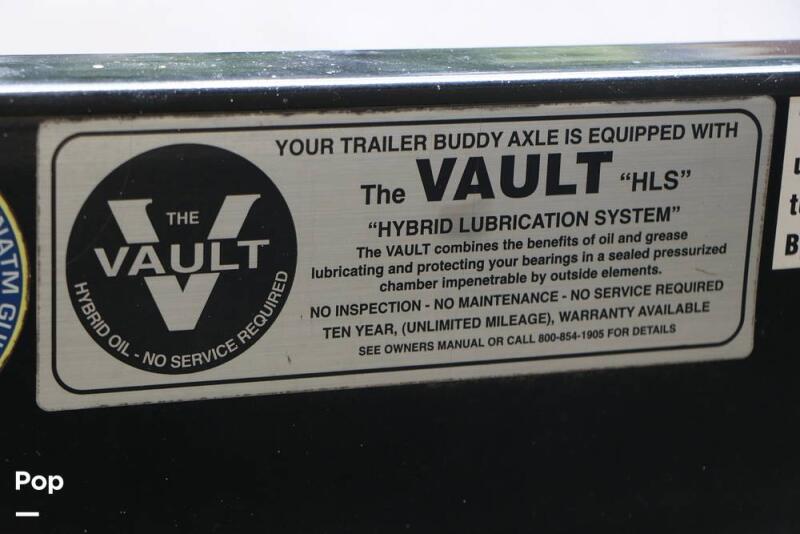 YOUR TRAILER BUDDY AXLE IS EQUIPPED WITH
The VAULT "HLS"
"HYBRID LUBRICATION SYSTEM"
The VAULT combines the benefits of oil and grease
lubricating and protecting your bearings in a sealed pressurized
chamber impenetrable by outside elements.
NO INSPECTION - NO MAINTENANCE - NO SERVICE REQUIRED
TEN YEAR, (UNLIMITED MILEAGE), WARRANTY AVAILABLE
SEE OWNERS MANUAL OR CALL 800-854-1905 FOR DETAILS
THE
VAULT
V
HYBRID OIL - NO SERVICE REQUIRED
NATM
Pop